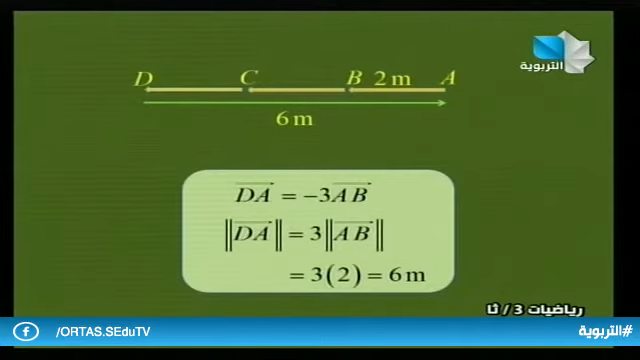 التربوية
D C B 2 m A
6 m
DA = −3AB
‖DA‖ = 3‖AB‖
= 3(2) = 6 m
رياضيات 3 / ثا
/ORTAS.SEduTV
#التربوية